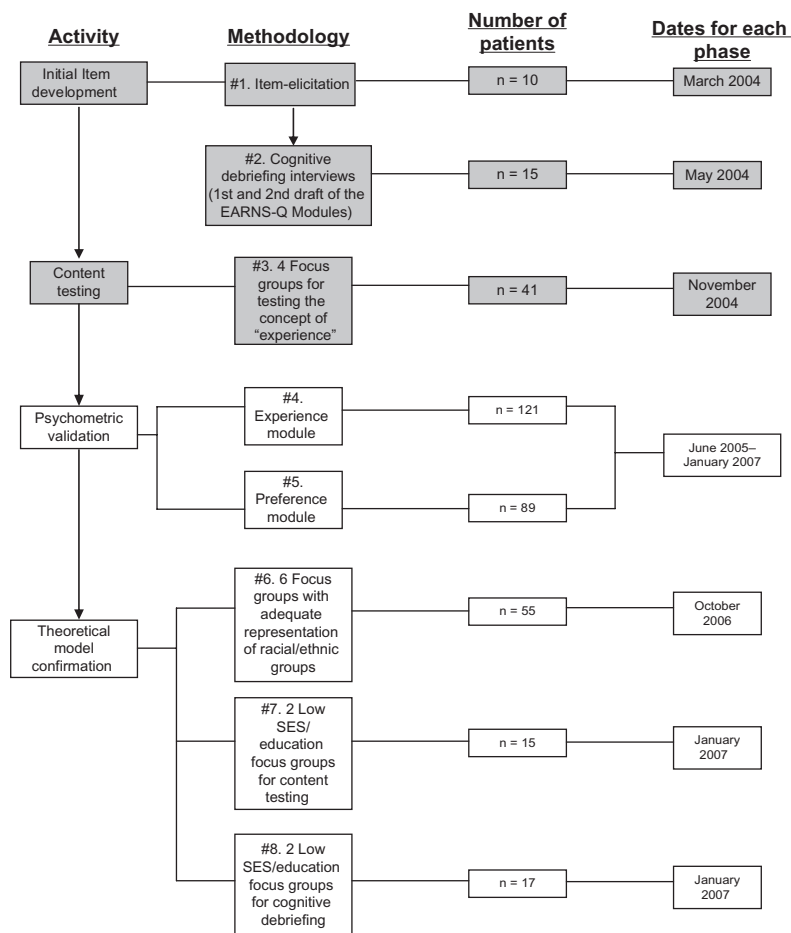 Activity
Methodology
Number of
patients
Dates for each
phase
Initial Item
development
#1. Item-elicitation
n = 10
March 2004
#2. Cognitive
debriefing interviews
(1st and 2nd draft of the
EARNS-Q Modules)
n = 15
May 2004
Content
testing
#3. 4 Focus
groups for
testing the
concept of
“experience”
n = 41
November
2004
Psychometric
validation
#4.
Experience
module
n = 121
June 2005–
January 2007
#5.
Preference
module
n = 89
Theoretical
model
confirmation
#6. 6 Focus
groups with
adequate
representation
of racial/ethnic
groups
n = 55
October
2006
#7. 2 Low
SES/
education
focus groups
for content
testing
n = 15
January
2007
#8. 2 Low
SES/education
focus groups
for cognitive
debriefing
n = 17
January
2007